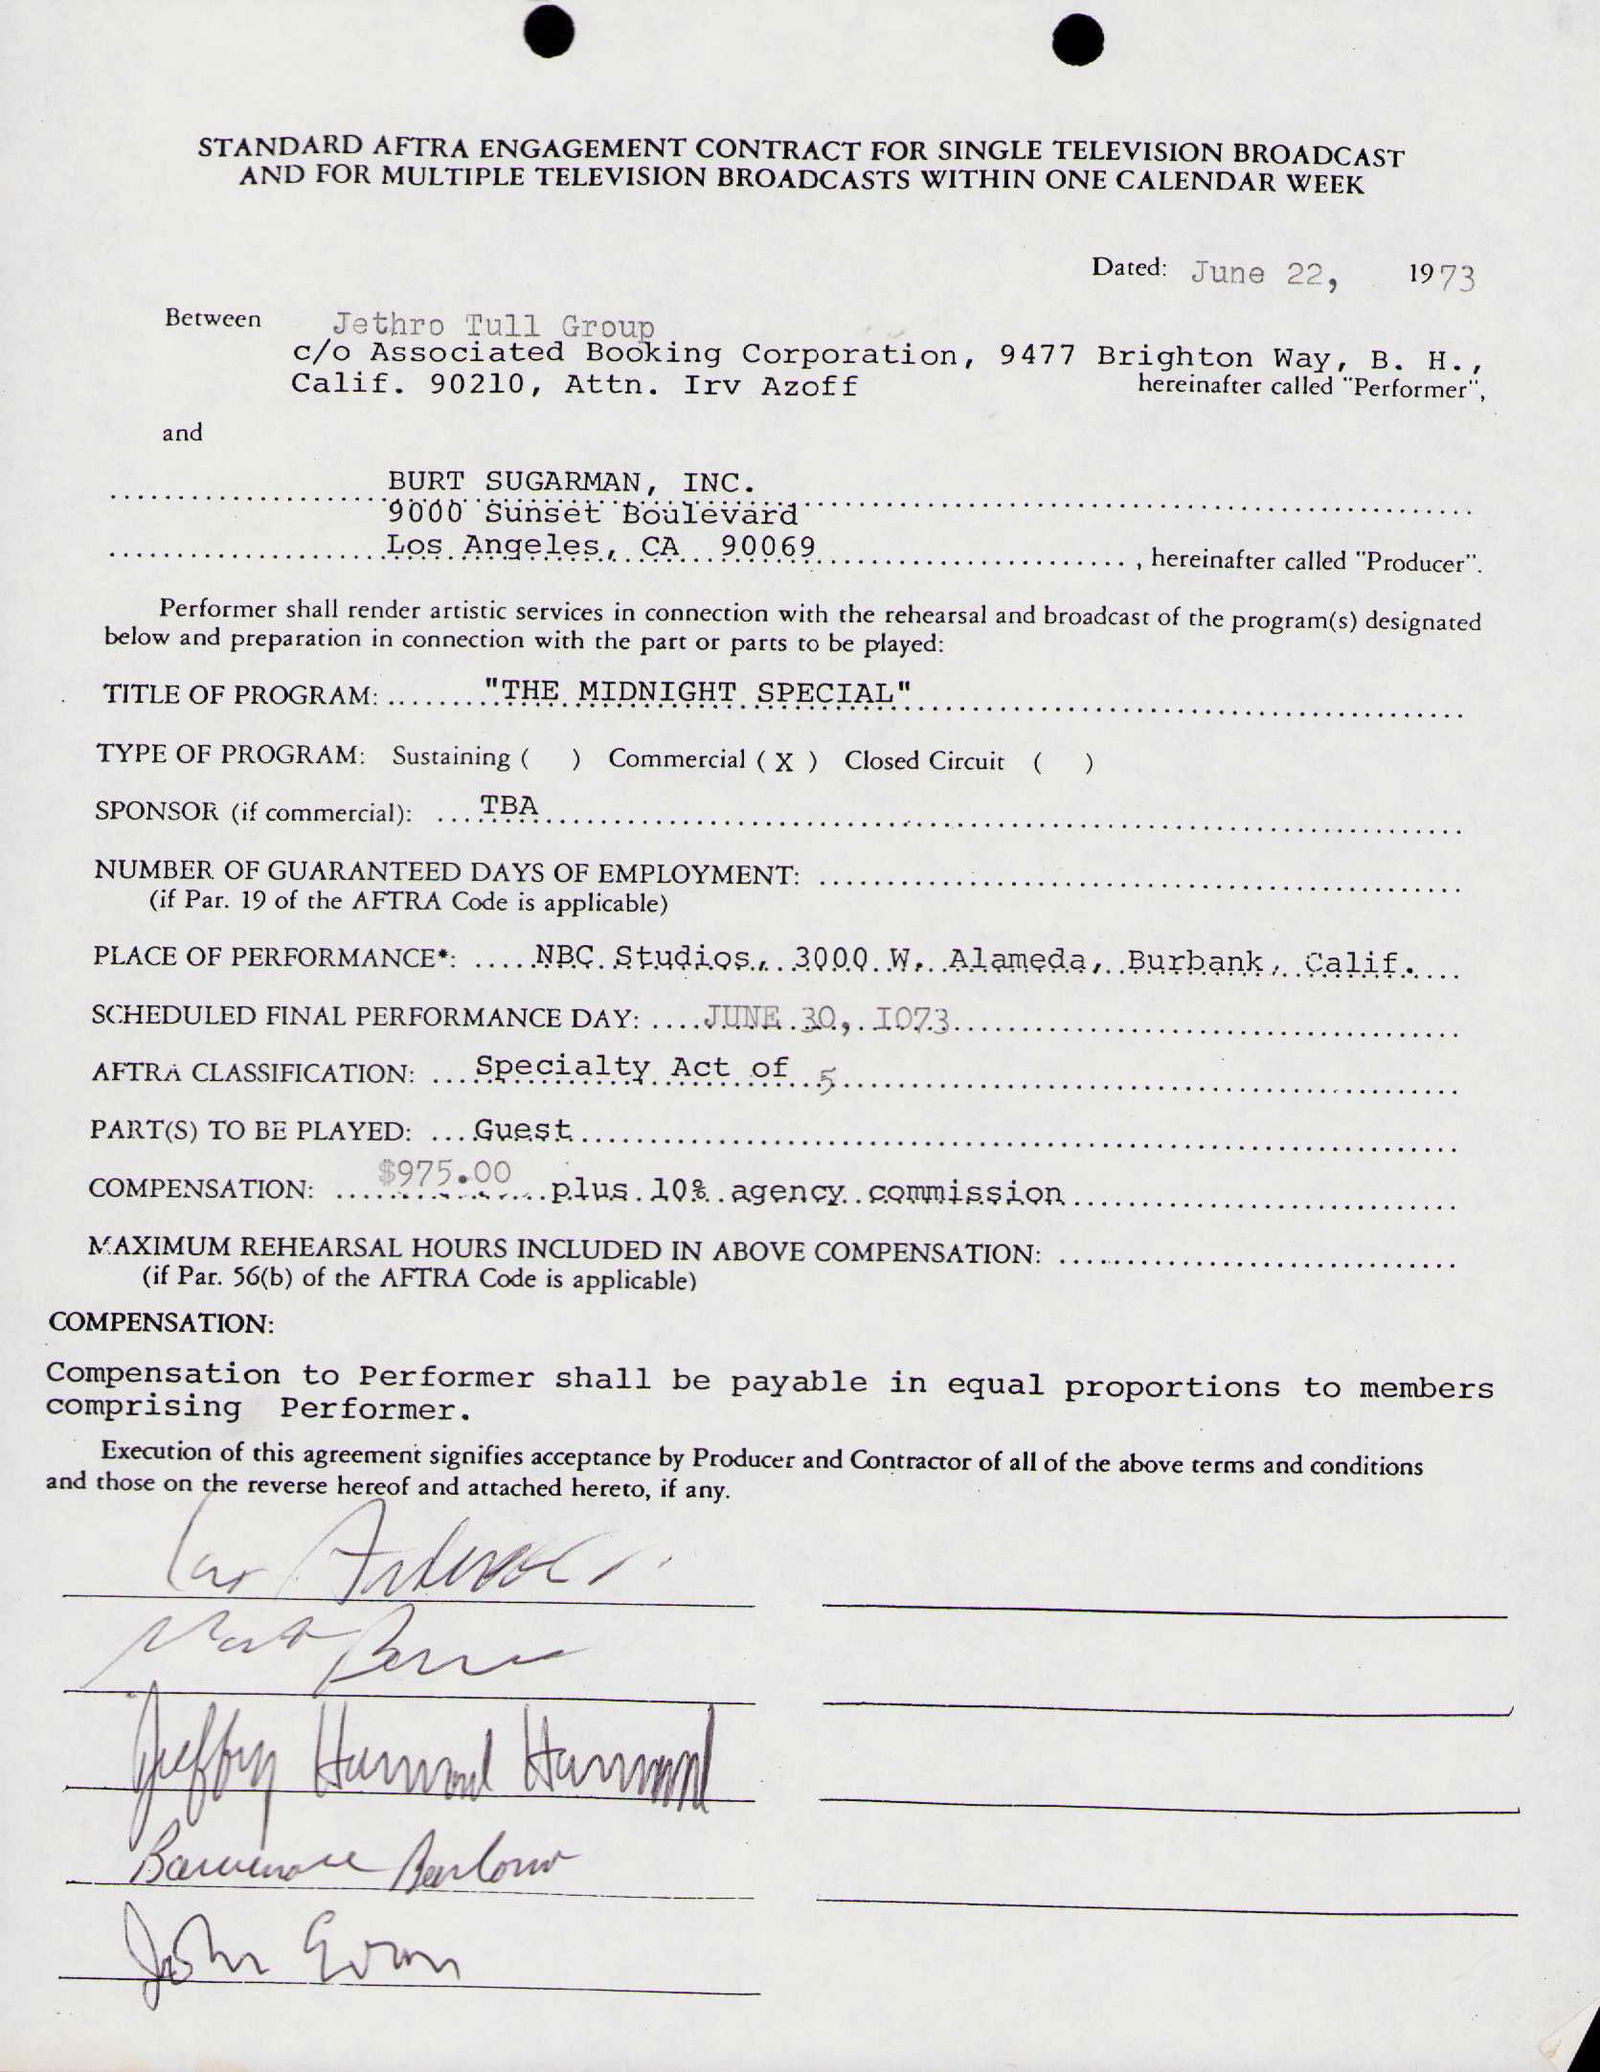 STANDARD AFTRA ENGAGEMENT CONTRACT FOR SINGLE TELEVISION BROADCAST
AND FOR MULTIPLE TELEVISION BROADCASTS WITHIN ONE CALENDAR WEEK
Dated: June 22, 1973
Between Jethro Tull Group
c/o Associated Booking Corporation, 9477 Brighton Way, B. H.,
Calif. 90210, Attn. Irv Azoff hereinafter called "Performer",
and
BURT SUGARMAN, INC.
9000 Sunset Boulevard
Los Angeles, CA 90069, hereinafter called "Producer".
Performer shall render artistic services in connection with the rehearsal and broadcast of the program(s) designated
below and preparation in connection with the part or parts to be played:
TITLE OF PROGRAM: "THE MIDNIGHT SPECIAL"
TYPE OF PROGRAM: Sustaining ( ) Commercial ( X ) Closed Circuit ( )
SPONSOR (if commercial): TBA
NUMBER OF GUARANTEED DAYS OF EMPLOYMENT:
(if Par. 19 of the AFTRA Code is applicable)
PLACE OF PERFORMANCE*: NBC Studios, 3000 W. Alameda, Burbank, Calif.
SCHEDULED FINAL PERFORMANCE DAY: JUNE 30, 1073
AFTRA CLASSIFICATION: Specialty Act of 5
PART(S) TO BE PLAYED: Guest
COMPENSATION: $975.00 plus 10% agency commission
MAXIMUM REHEARSAL HOURS INCLUDED IN ABOVE COMPENSATION:
(if Par. 56(b) of the AFTRA Code is applicable)
COMPENSATION:
Compensation to Performer shall be payable in equal proportions to members
comprising Performer.
Execution of this agreement signifies acceptance by Producer and Contractor of all of the above terms and conditions
and those on the reverse hereof and attached hereto, if any.
Ian Anderson
Martin Barre
Jeffrey Hammond Hammond
Barriemore Barlow
John Evan